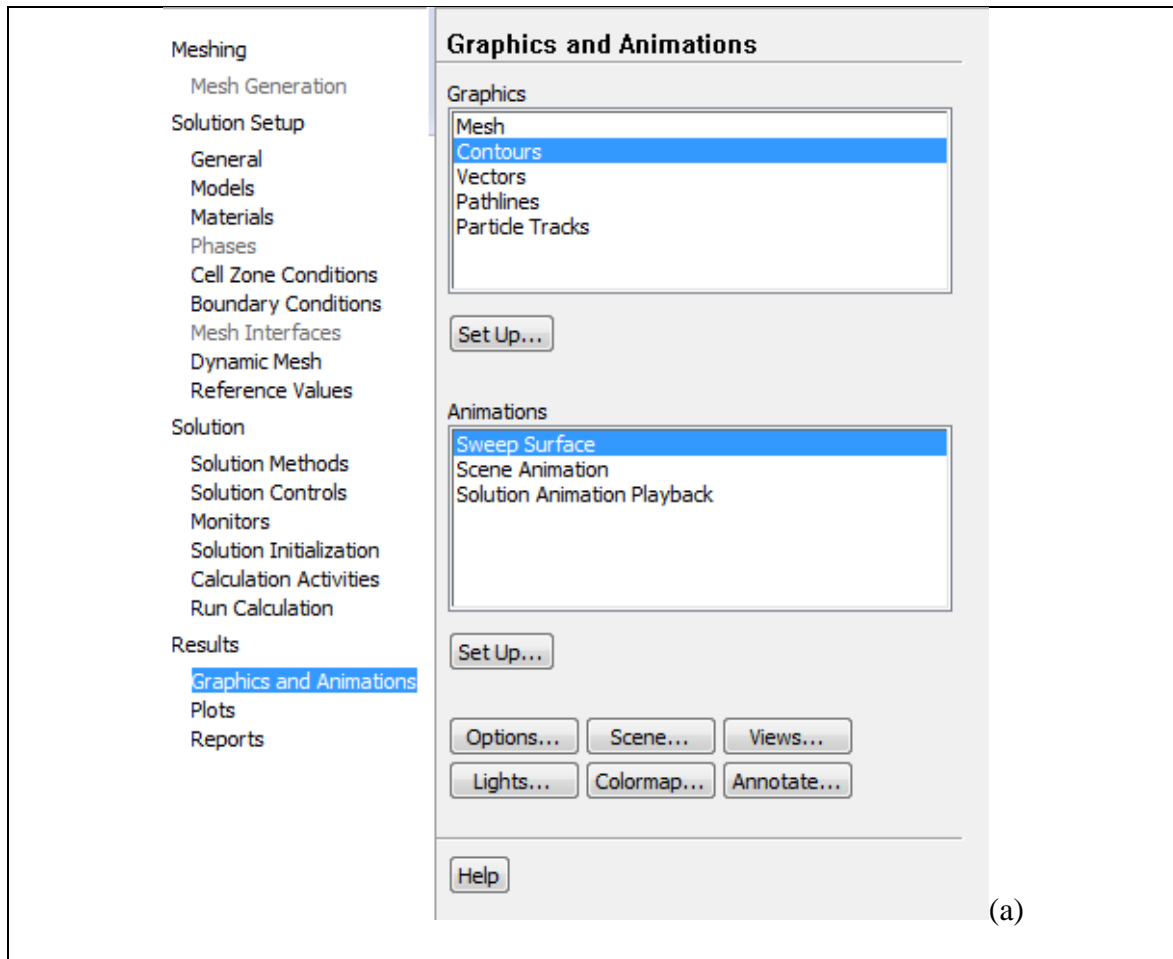 Meshing
Mesh Generation
Solution Setup
General
Models
Materials
Phases
Cell Zone Conditions
Boundary Conditions
Mesh Interfaces
Dynamic Mesh
Reference Values
Solution
Solution Methods
Solution Controls
Monitors
Solution Initialization
Calculation Activities
Run Calculation
Results
Graphics and Animations
Plots
Reports
Graphics and Animations
Graphics
Mesh
Contours
Vectors
Pathlines
Particle Tracks
Set Up...
Animations
Sweep Surface
Scene Animation
Solution Animation Playback
Set Up...
Options... Scene... Views...
Lights... Colormap... Annotate...
Help
(a)